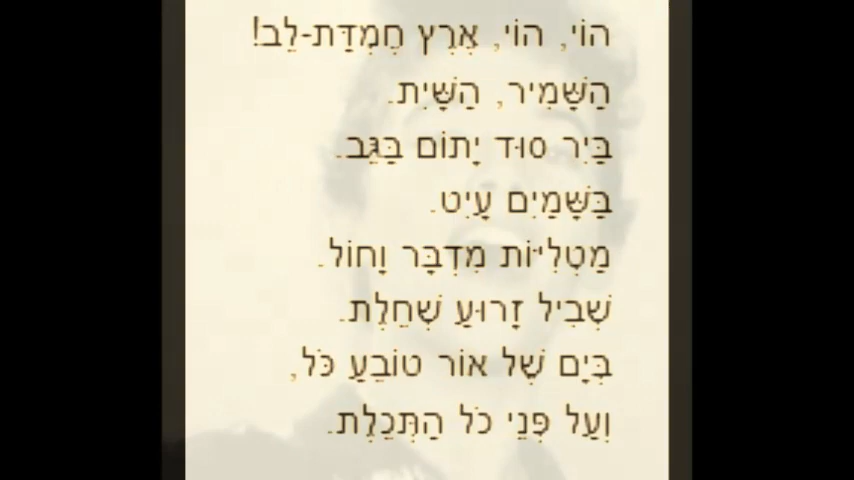 הוֹי, הוֹי, אֶרֶץ חֶמְדַּת-לֵב!
הַשָּׁמִיר, הַשָּׁיִת.
בַּיִר סוּד יָתוֹם בַּגֵּב.
בַּשָּׁמַיִם עָיִט.
מַטְלִיּוֹת מִדְבָּר וָחוֹל.
שְׁבִיל זָרוּעַ שְׁחֵלֶת.
בְּיָם שֶׁל אוֹר טוֹבֵעַ כֹּל,
וְעַל פְּנֵי כֹל הַתְּכֵלֶת.